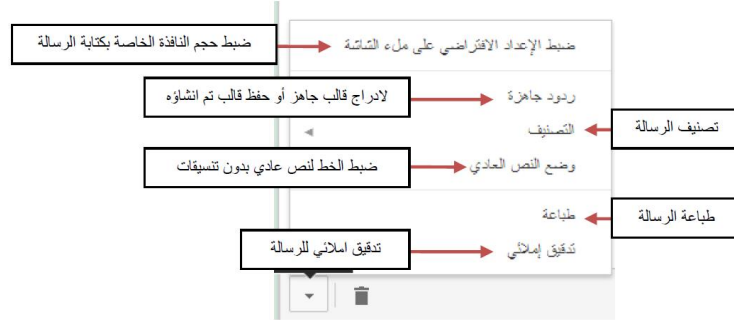 ضبط الإعداد الافتراضي على ملء الشاشة
ضبط حجم النافذة الخاصة بكتابة الرسالة
ردود جاهزة
لادراج قالب جاهز أو حفظ قالب تم انشاؤه
التصنيف
تصنيف الرسالة
وضع النص العادي
ضبط الخط لنص عادي بدون تنسيقات
طباعة
طباعة الرسالة
تدقيق إملائي
تدقيق املائي للرسالة